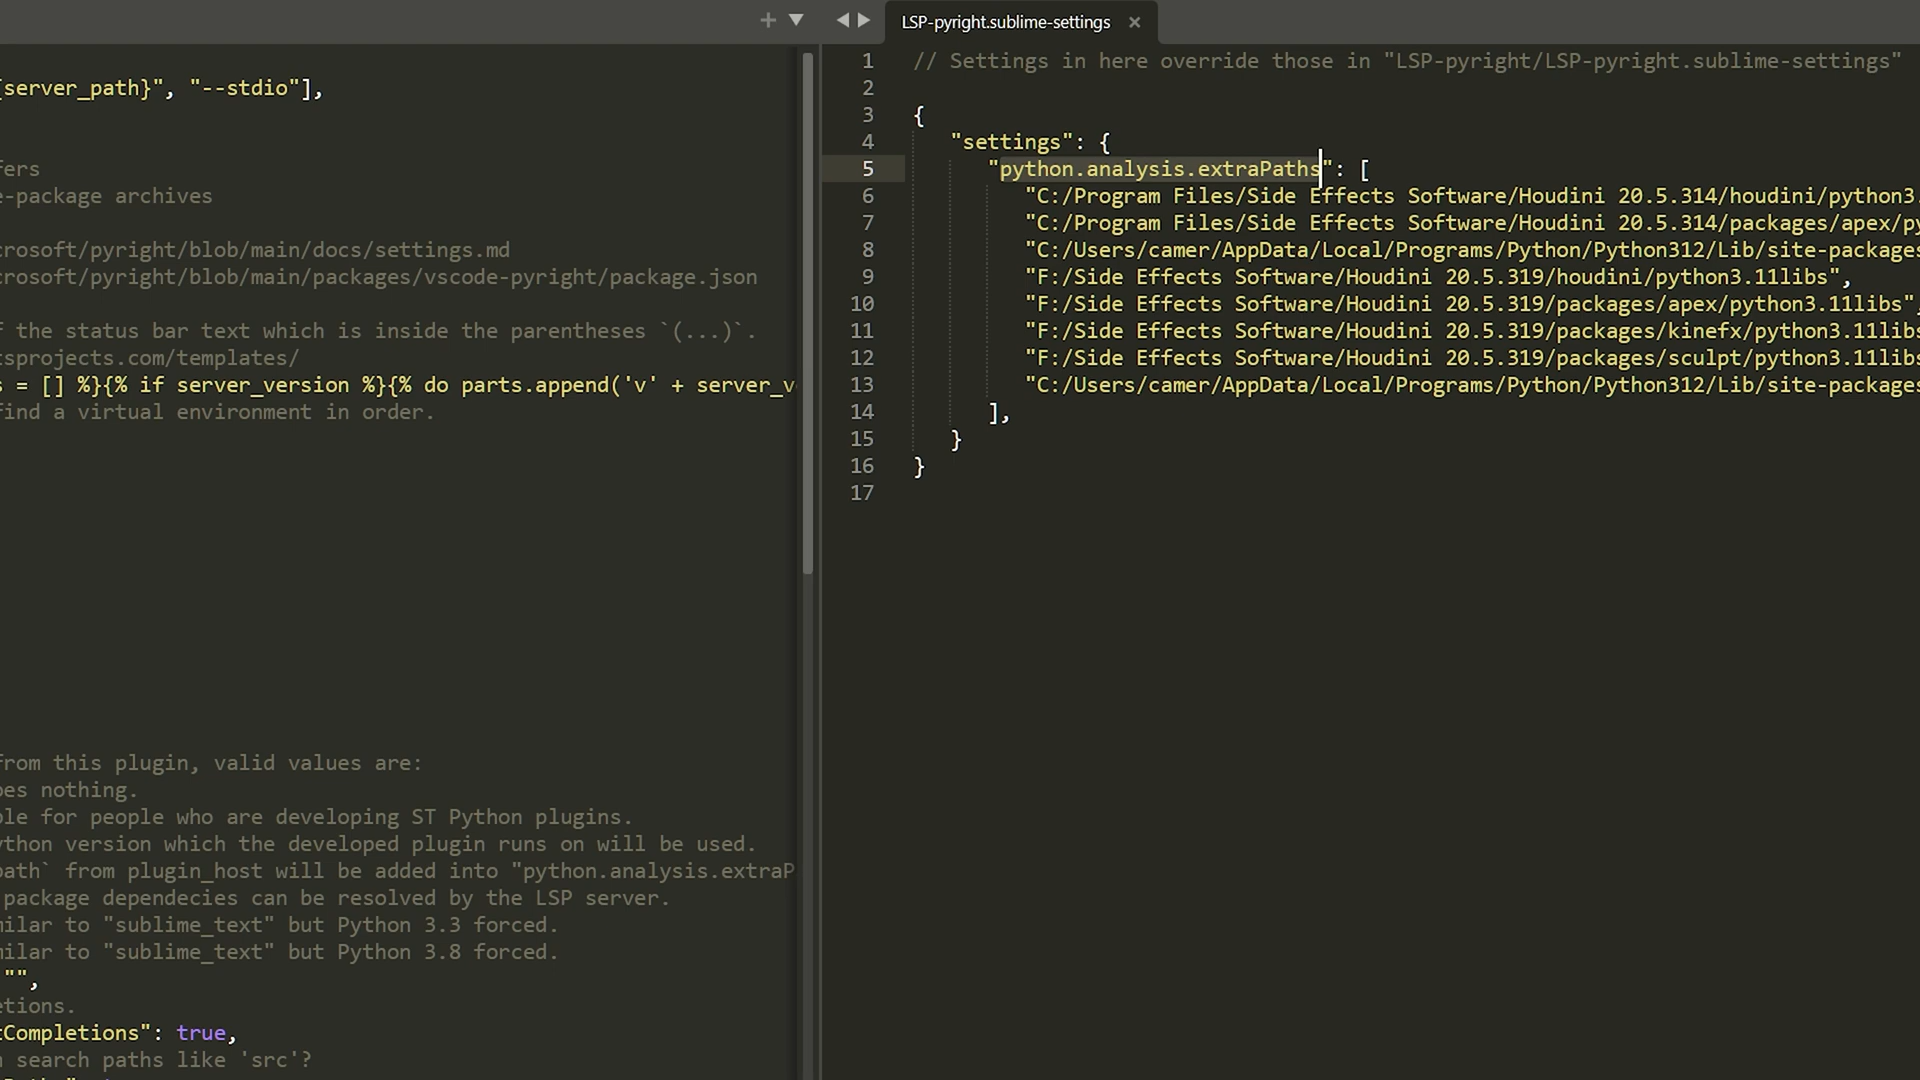 {server_path}", "--stdio"],
fers
e-package archives
crosoft/pyright/blob/main/docs/settings.md
crosoft/pyright/blob/main/packages/vscode-pyright/package.json
f the status bar text which is inside the parentheses `(...)`.
tsprojects.com/templates/
s = [] %}{% if server_version %}{% do parts.append('v' + server_v
find a virtual environment in order.
from this plugin, valid values are:
oes nothing.
ble for people who are developing ST Python plugins.
ython version which the developed plugin runs on will be used.
path` from plugin_host will be added into "python.analysis.extraP
package dependecies can be resolved by the LSP server.
milar to "sublime_text" but Python 3.3 forced.
milar to "sublime_text" but Python 3.8 forced.
"",
etions.
tCompletions": true,
n search paths like 'src'?
LSP-pyright.sublime-settings ×
1 // Settings in here override those in "LSP-pyright/LSP-pyright.sublime-settings"
2
3 {
4 "settings": {
5 "python.analysis.extraPaths": [
6 "C:/Program Files/Side Effects Software/Houdini 20.5.314/houdini/python3.
7 "C:/Program Files/Side Effects Software/Houdini 20.5.314/packages/apex/py
8 "C:/Users/camer/AppData/Local/Programs/Python/Python312/Lib/site-packages
9 "F:/Side Effects Software/Houdini 20.5.319/houdini/python3.11libs",
10 "F:/Side Effects Software/Houdini 20.5.319/packages/apex/python3.11libs",
11 "F:/Side Effects Software/Houdini 20.5.319/packages/kinefx/python3.11libs
12 "F:/Side Effects Software/Houdini 20.5.319/packages/sculpt/python3.11libs
13 "C:/Users/camer/AppData/Local/Programs/Python/Python312/Lib/site-packages
14 ],
15 }
16 }
17